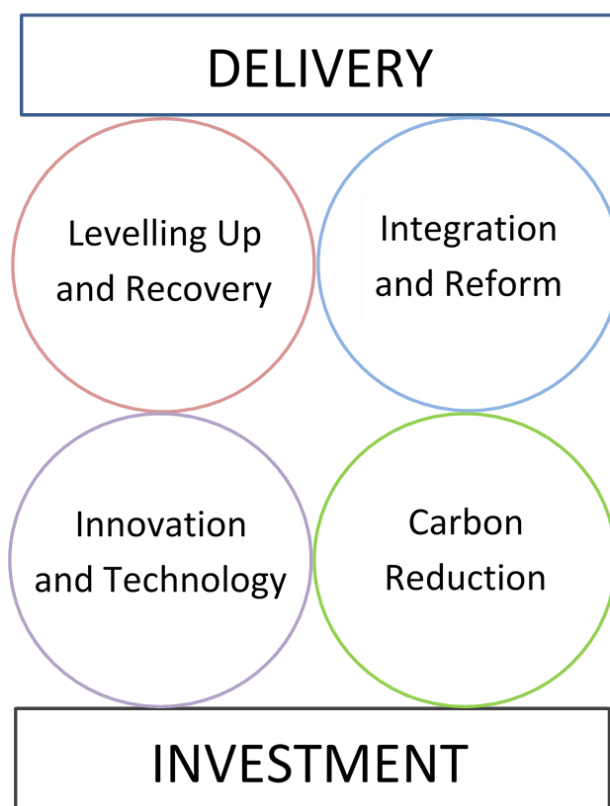 DELIVERY
Levelling Up
and Recovery
Integration
and Reform
Innovation
and Technology
Carbon
Reduction
INVESTMENT